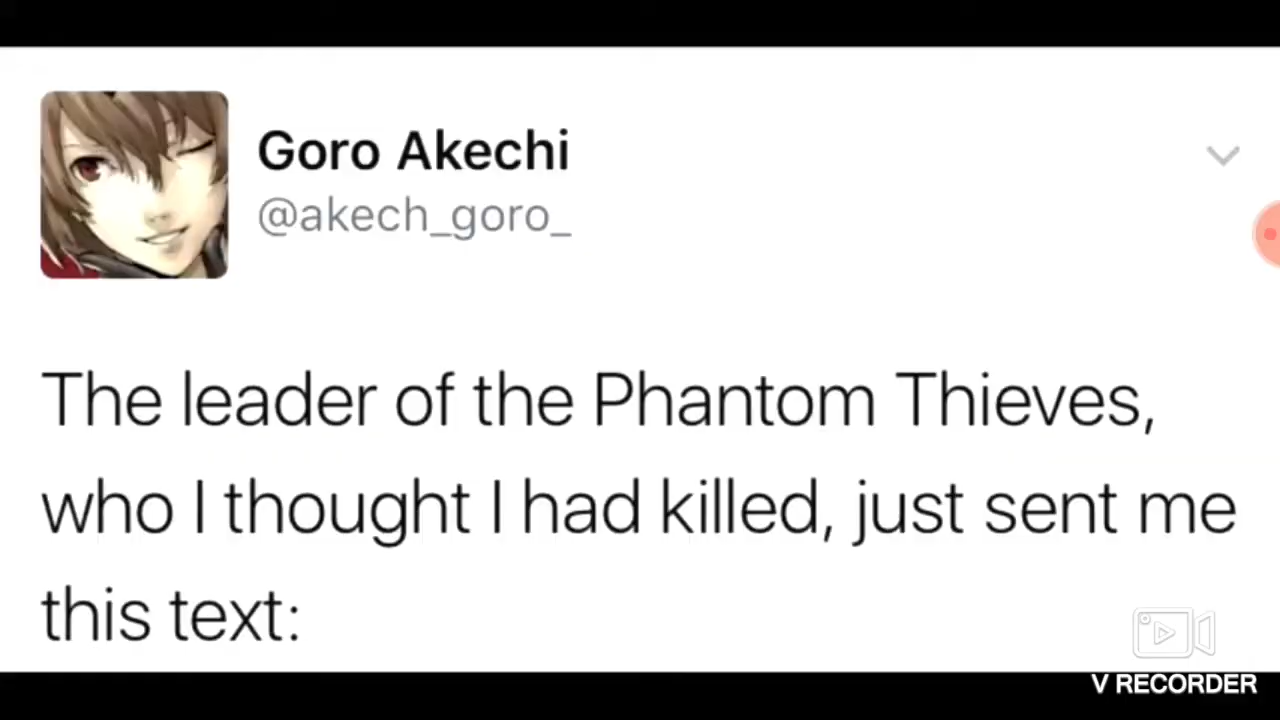 Goro Akechi
@akech_goro_
The leader of the Phantom Thieves,
who I thought I had killed, just sent me
this text:
V RECORDER